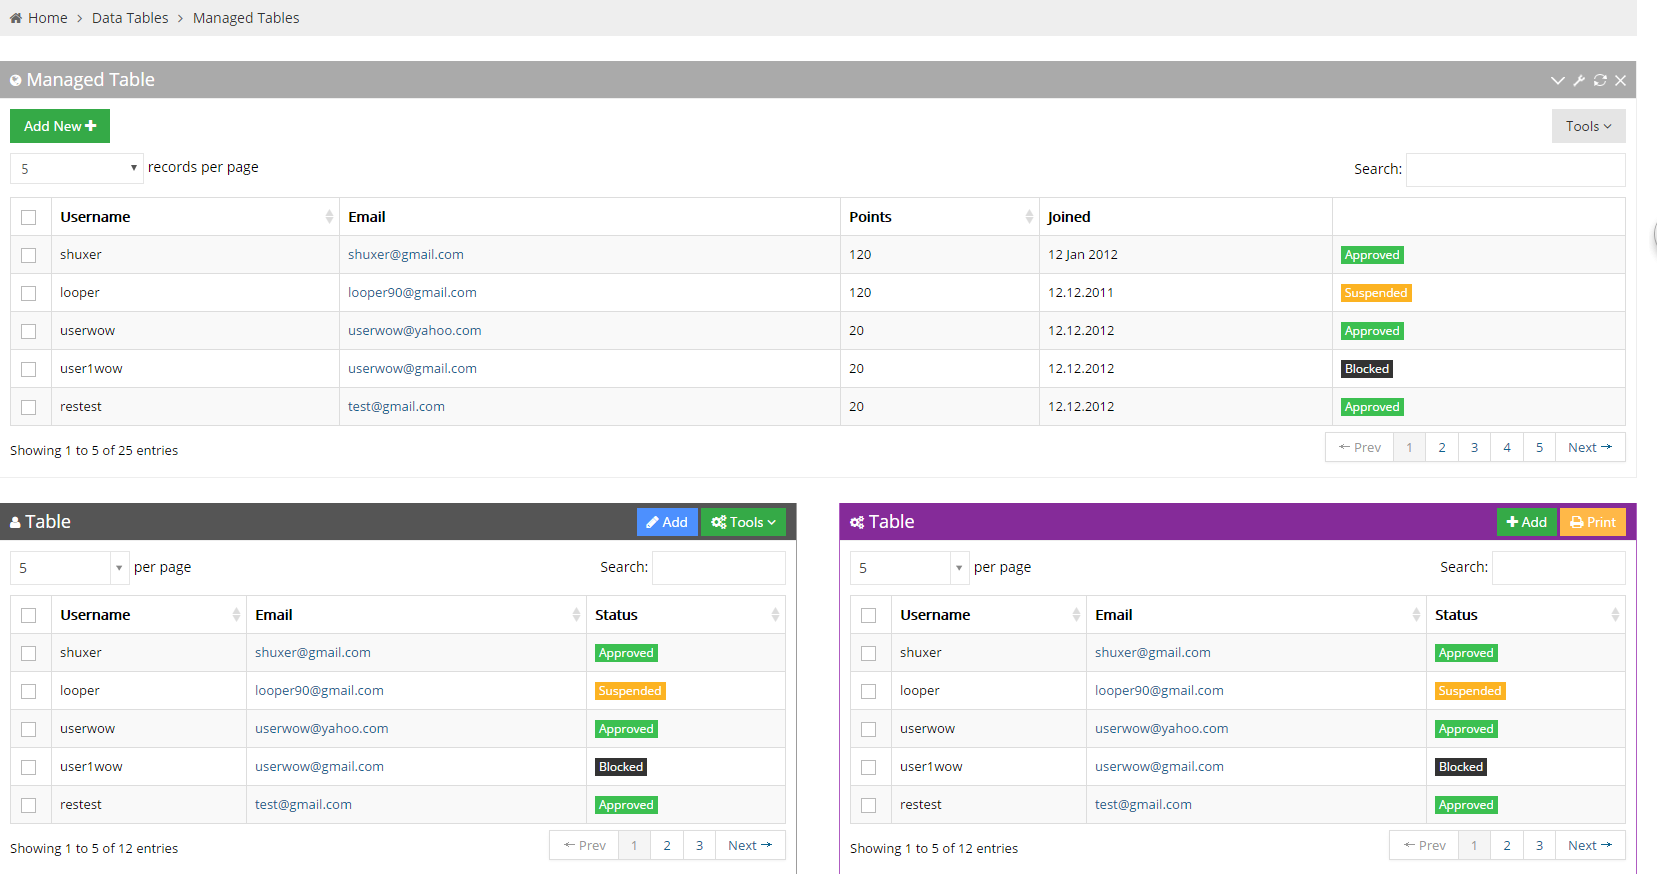 Home > Data Tables > Managed Tables
Managed Table
Add New
Tools
5 records per page Search:
Username Email Points Joined
shuxer shuxer@gmail.com 120 12 Jan 2012 Approved
looper looper90@gmail.com 120 12.12.2011 Suspended
userwow userwow@yahoo.com 20 12.12.2012 Approved
user1wow userwow@gmail.com 20 12.12.2012 Blocked
restest test@gmail.com 20 12.12.2012 Approved
Showing 1 to 5 of 25 entries ← Prev 1 2 3 4 5 Next →
Table Add Tools
5 per page Search:
Username Email Status
shuxer shuxer@gmail.com Approved
looper looper90@gmail.com Suspended
userwow userwow@yahoo.com Approved
user1wow userwow@gmail.com Blocked
restest test@gmail.com Approved
Showing 1 to 5 of 12 entries ← Prev 1 2 3 Next →
Table Add Print
5 per page Search:
Username Email Status
shuxer shuxer@gmail.com Approved
looper looper90@gmail.com Suspended
userwow userwow@yahoo.com Approved
user1wow userwow@gmail.com Blocked
restest test@gmail.com Approved
Showing 1 to 5 of 12 entries ← Prev 1 2 3 Next →